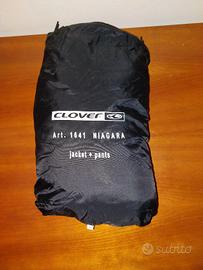 CLOVER
Art: 1641 NIAGARA
jacket + pants
subito